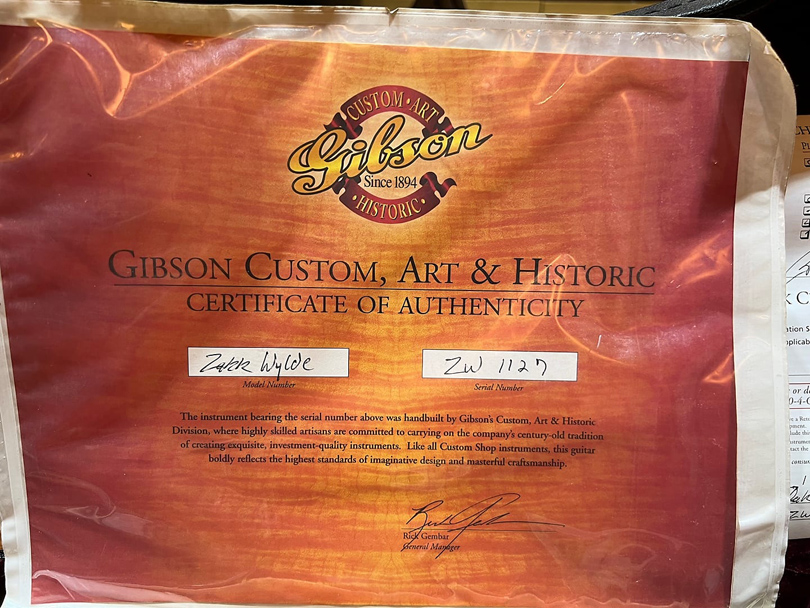 CUSTOM · ART
Gibson
Since 1894
· HISTORIC ·
GIBSON CUSTOM, ART & HISTORIC
CERTIFICATE OF AUTHENTICITY
Zakk Wylde
ZW 1127
Model Number
Serial Number
The instrument bearing the serial number above was handbuilt by Gibson's Custom, Art & Historic
Division, where highly skilled artisans are committed to carrying on the company's century-old tradition
of creating exquisite, investment-quality instruments. Like all Custom Shop instruments, this guitar
boldly reflects the highest standards of imaginative design and masterful craftsmanship.
Rick Gembar
General Manager